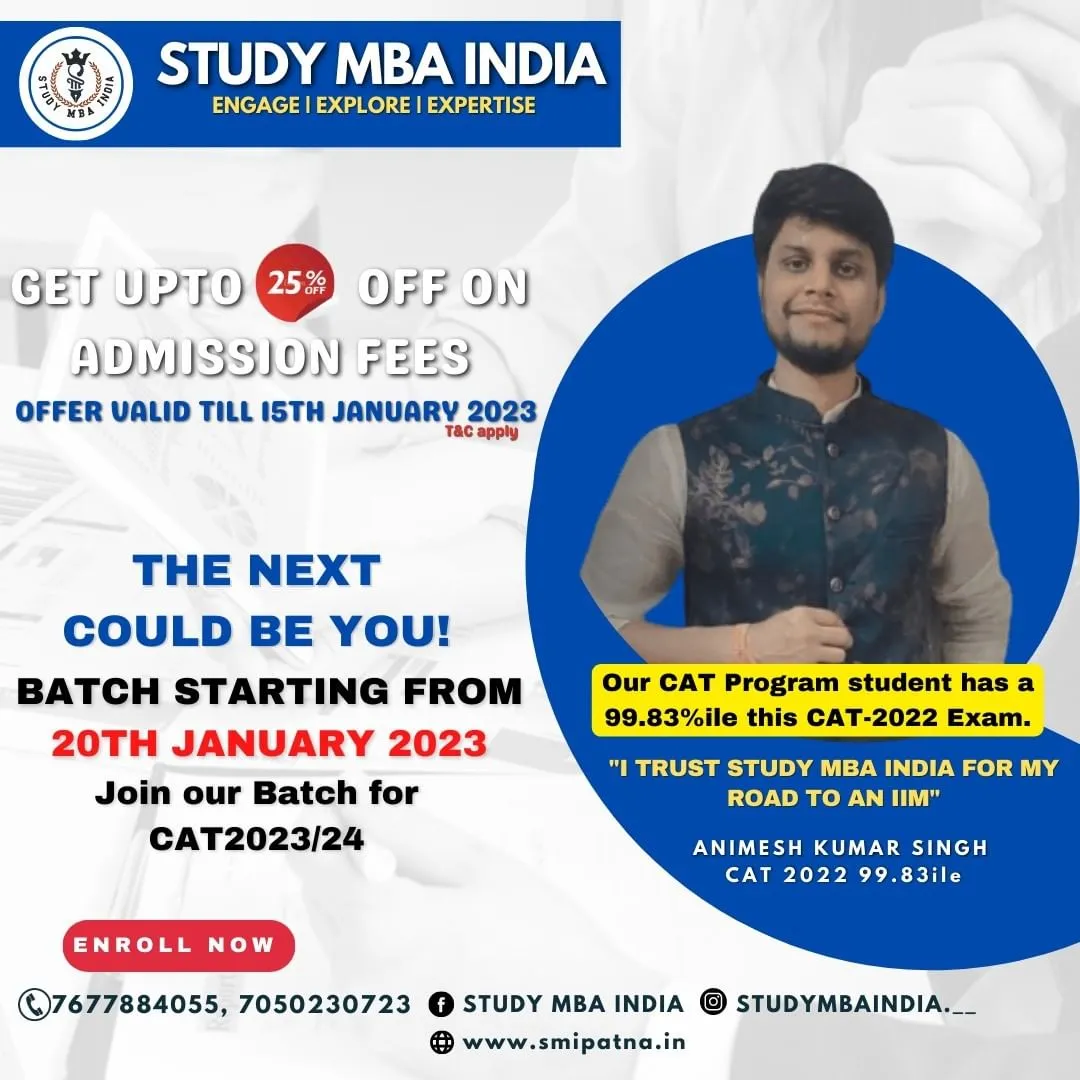 STUDY MBA INDIA
STUDY MBA INDIA
ENGAGE | EXPLORE | EXPERTISE
GET UPTO 25% OFF OFF ON
ADMISSION FEES
OFFER VALID TILL 15TH JANUARY 2023
T&C apply
THE NEXT
COULD BE YOU!
BATCH STARTING FROM
20TH JANUARY 2023
Join our Batch for
CAT2023/24
Our CAT Program student has a
99.83%ile this CAT-2022 Exam.
"I TRUST STUDY MBA INDIA FOR MY
ROAD TO AN IIM"
ANIMESH KUMAR SINGH
CAT 2022 99.83ile
ENROLL NOW
7677884055, 7050230723 STUDY MBA INDIA STUDYMBAINDIA.__
www.smipatna.in